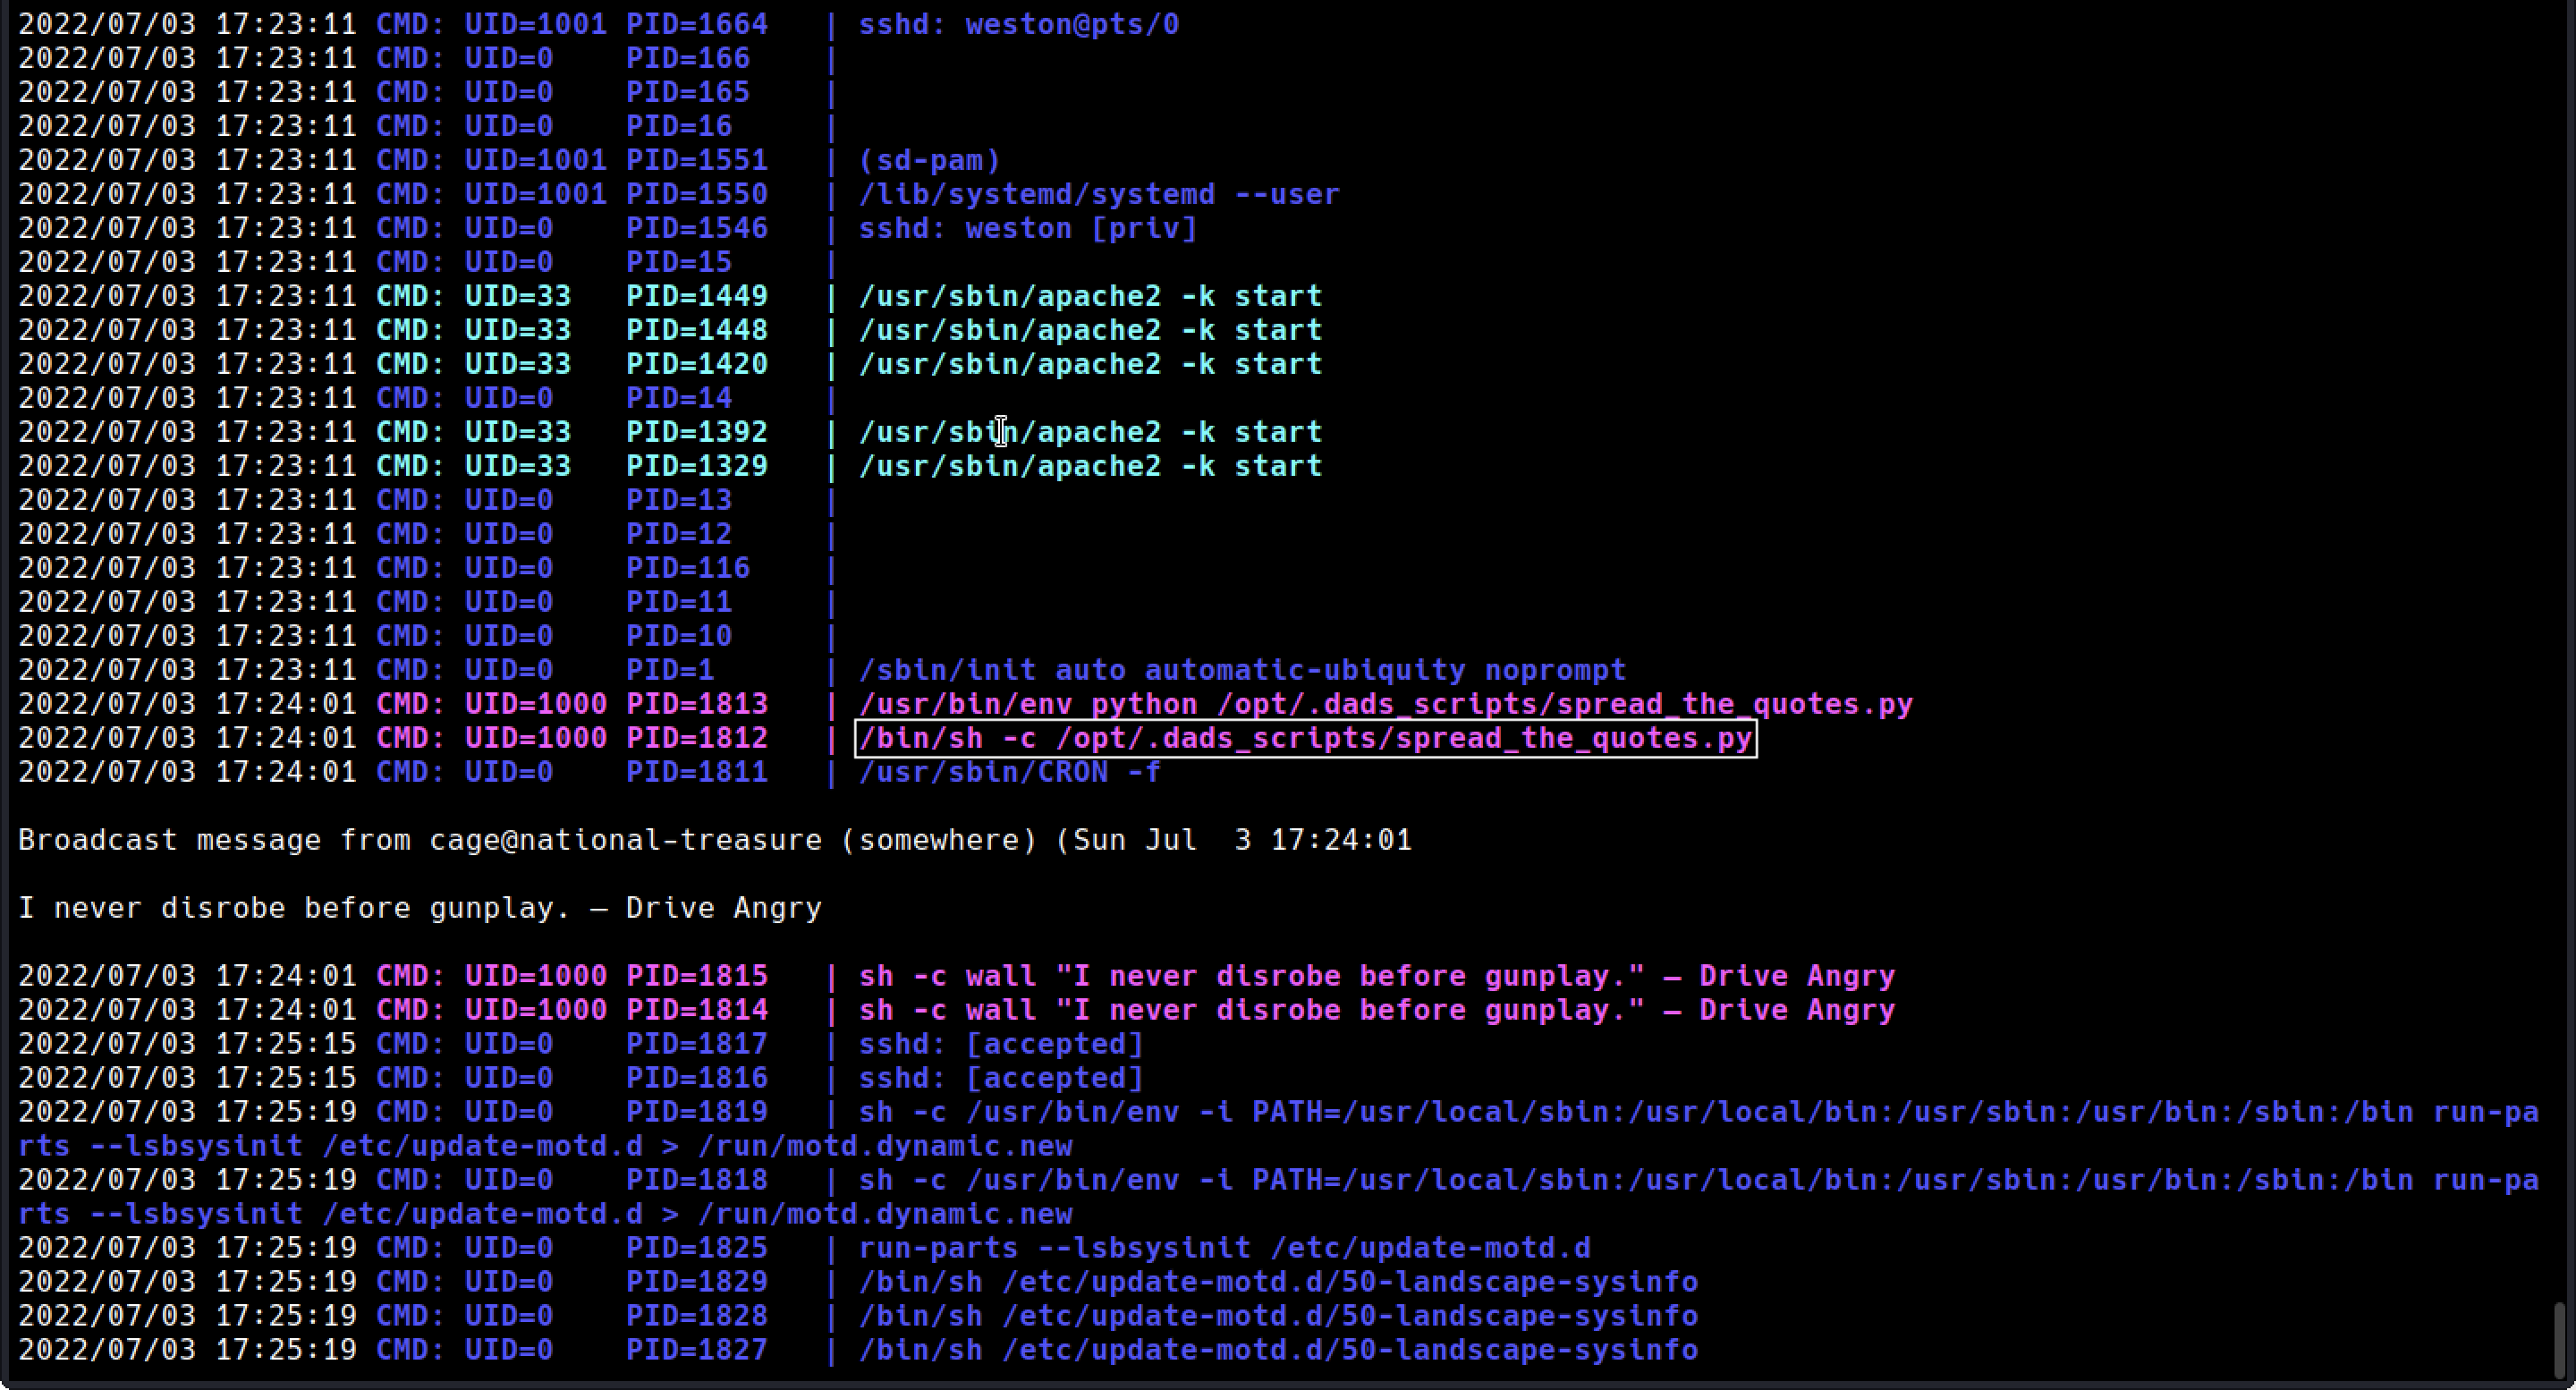 2022/07/03 17:23:11 CMD: UID=1001 PID=1664   | sshd: weston@pts/0
2022/07/03 17:23:11 CMD: UID=0    PID=166    |
2022/07/03 17:23:11 CMD: UID=0    PID=165    |
2022/07/03 17:23:11 CMD: UID=0    PID=16     |
2022/07/03 17:23:11 CMD: UID=1001 PID=1551   | (sd-pam)
2022/07/03 17:23:11 CMD: UID=1001 PID=1550   | /lib/systemd/systemd --user
2022/07/03 17:23:11 CMD: UID=0    PID=1546   | sshd: weston [priv]
2022/07/03 17:23:11 CMD: UID=0    PID=15     |
2022/07/03 17:23:11 CMD: UID=33   PID=1449   | /usr/sbin/apache2 -k start
2022/07/03 17:23:11 CMD: UID=33   PID=1448   | /usr/sbin/apache2 -k start
2022/07/03 17:23:11 CMD: UID=33   PID=1420   | /usr/sbin/apache2 -k start
2022/07/03 17:23:11 CMD: UID=0    PID=14     |
2022/07/03 17:23:11 CMD: UID=33   PID=1392   | /usr/sbin/apache2 -k start
2022/07/03 17:23:11 CMD: UID=33   PID=1329   | /usr/sbin/apache2 -k start
2022/07/03 17:23:11 CMD: UID=0    PID=13     |
2022/07/03 17:23:11 CMD: UID=0    PID=12     |
2022/07/03 17:23:11 CMD: UID=0    PID=116    |
2022/07/03 17:23:11 CMD: UID=0    PID=11     |
2022/07/03 17:23:11 CMD: UID=0    PID=10     |
2022/07/03 17:23:11 CMD: UID=0    PID=1      | /sbin/init auto automatic-ubiquity noprompt
2022/07/03 17:24:01 CMD: UID=1000 PID=1813   | /usr/bin/env python /opt/.dads_scripts/spread_the_quotes.py
2022/07/03 17:24:01 CMD: UID=1000 PID=1812   | /bin/sh -c /opt/.dads_scripts/spread_the_quotes.py
2022/07/03 17:24:01 CMD: UID=0    PID=1811   | /usr/sbin/CRON -f
Broadcast message from cage@national-treasure (somewhere) (Sun Jul  3 17:24:01
I never disrobe before gunplay. — Drive Angry
2022/07/03 17:24:01 CMD: UID=1000 PID=1815   | sh -c wall "I never disrobe before gunplay." — Drive Angry
2022/07/03 17:24:01 CMD: UID=1000 PID=1814   | sh -c wall "I never disrobe before gunplay." — Drive Angry
2022/07/03 17:25:15 CMD: UID=0    PID=1817   | sshd: [accepted]
2022/07/03 17:25:15 CMD: UID=0    PID=1816   | sshd: [accepted]
2022/07/03 17:25:19 CMD: UID=0    PID=1819   | sh -c /usr/bin/env -i PATH=/usr/local/sbin:/usr/local/bin:/usr/sbin:/usr/bin:/sbin:/bin run-pa
rts --lsbsysinit /etc/update-motd.d > /run/motd.dynamic.new
2022/07/03 17:25:19 CMD: UID=0    PID=1818   | sh -c /usr/bin/env -i PATH=/usr/local/sbin:/usr/local/bin:/usr/sbin:/usr/bin:/sbin:/bin run-pa
rts --lsbsysinit /etc/update-motd.d > /run/motd.dynamic.new
2022/07/03 17:25:19 CMD: UID=0    PID=1825   | run-parts --lsbsysinit /etc/update-motd.d
2022/07/03 17:25:19 CMD: UID=0    PID=1829   | /bin/sh /etc/update-motd.d/50-landscape-sysinfo
2022/07/03 17:25:19 CMD: UID=0    PID=1828   | /bin/sh /etc/update-motd.d/50-landscape-sysinfo
2022/07/03 17:25:19 CMD: UID=0    PID=1827   | /bin/sh /etc/update-motd.d/50-landscape-sysinfo